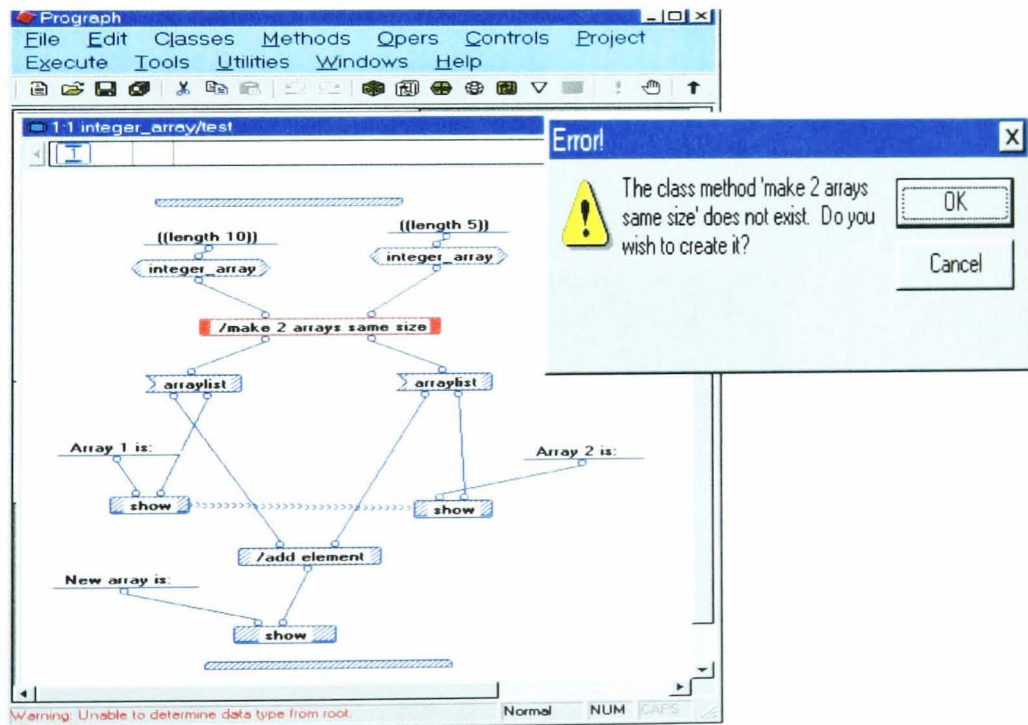 Prograph
File Edit Classes Methods Opers Controls Project
Execute Tools Utilities Windows Help
1:1 integer_array/test
((length 10))
((length 5))
integer_array
integer_array
/make 2 arrays same size
arraylist
arraylist
Array 1 is:
Array 2 is:
show
show
/add element
New array is:
show
Warning: Unable to determine data type from root.
Normal NUM CAPS
Error!
The class method 'make 2 arrays
same size' does not exist. Do you
wish to create it?
OK
Cancel